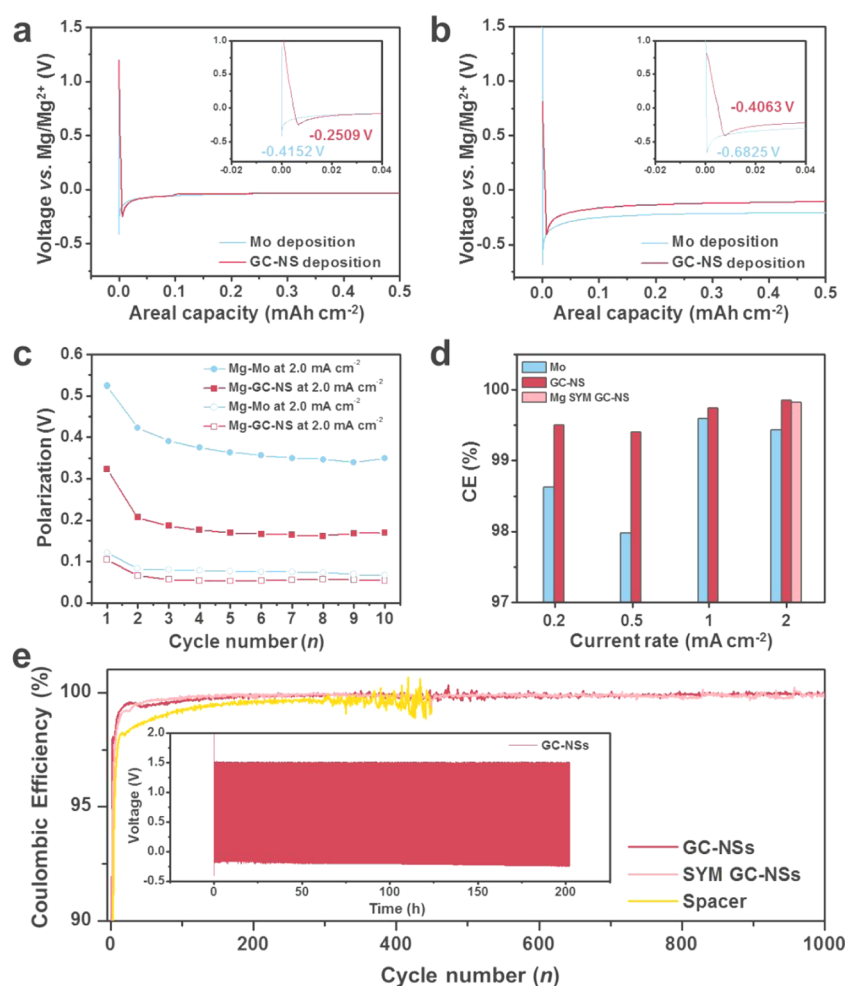 a
Voltage vs. Mg/Mg2+ (V)
1.5
1.0
0.5
0.0
-0.5
0.0 0.1 0.2 0.3 0.4 0.5
Areal capacity (mAh cm-2)
1.0
0.5
0.0
-0.5
-0.02 0.00 0.02 0.04
-0.2509 V
-0.4152 V
Mo deposition
GC-NS deposition
b
Voltage vs. Mg/Mg2+ (V)
1.5
1.0
0.5
0.0
-0.5
0.0 0.1 0.2 0.3 0.4 0.5
Areal capacity (mAh cm-2)
1.0
0.5
0.0
-0.5
-0.02 0.00 0.02 0.04
-0.4063 V
-0.6825 V
Mo deposition
GC-NS deposition
c
Polarization (V)
0.6
0.5
0.4
0.3
0.2
0.1
0.0
1 2 3 4 5 6 7 8 9 10
Cycle number (n)
Mg-Mo at 2.0 mA cm-2
Mg-GC-NS at 2.0 mA cm-2
Mg-Mo at 2.0 mA cm-2
Mg-GC-NS at 2.0 mA cm-2
d
CE (%)
100
99
98
97
0.2 0.5 1 2
Current rate (mA cm-2)
Mo
GC-NS
Mg SYM GC-NS
e
Coulombic Efficiency (%)
100
95
90
0 200 400 600 800 1000
Cycle number (n)
Voltage (V)
2.0
1.5
1.0
0.5
0.0
-0.5
0 50 100 150 200
Time (h)
GC-NSs
GC-NSs
SYM GC-NSs
Spacer